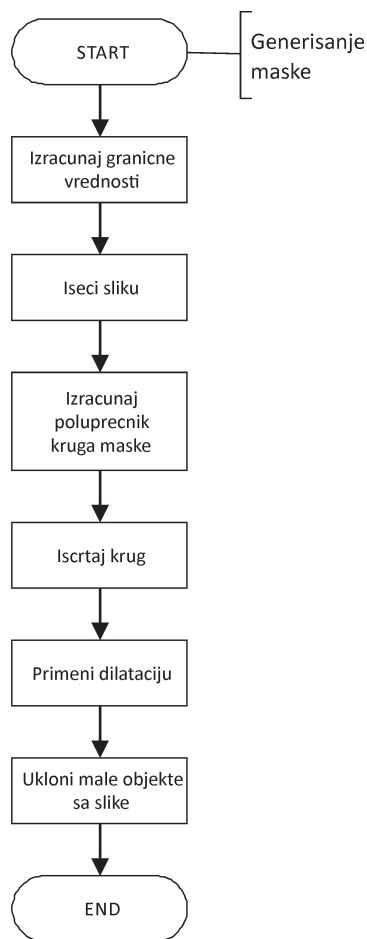 START
Generisanje
maske
Izracunaj granicne
vrednosti
Iseci sliku
Izracunaj
poluprecnik
kruga maske
Iscrtaj krug
Primeni dilataciju
Ukloni male objekte
sa slike
END